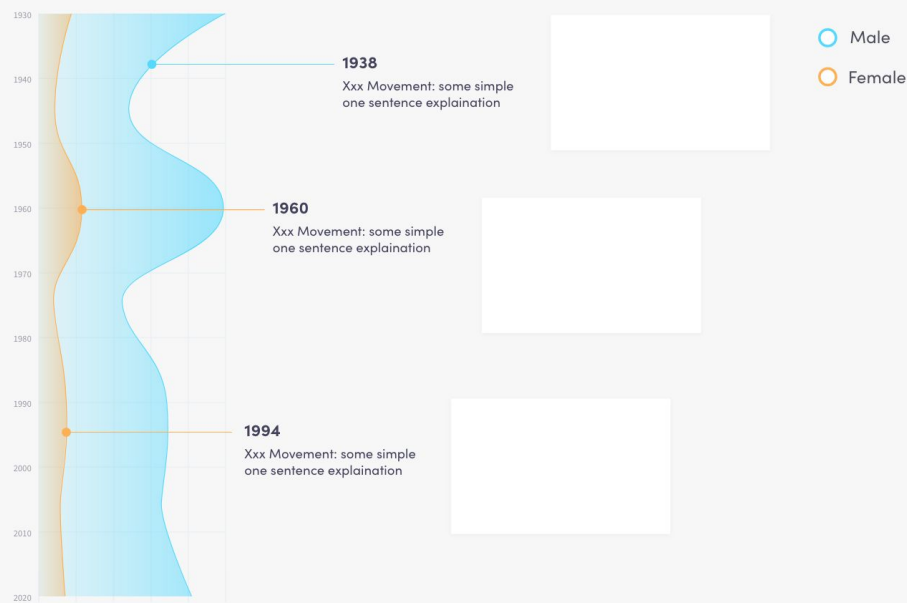 1930
1940
1950
1960
1970
1980
1990
2000
2010
2020
1938
Xxx Movement: some simple
one sentence explaination
1960
Xxx Movement: some simple
one sentence explaination
1994
Xxx Movement: some simple
one sentence explaination
Male
Female